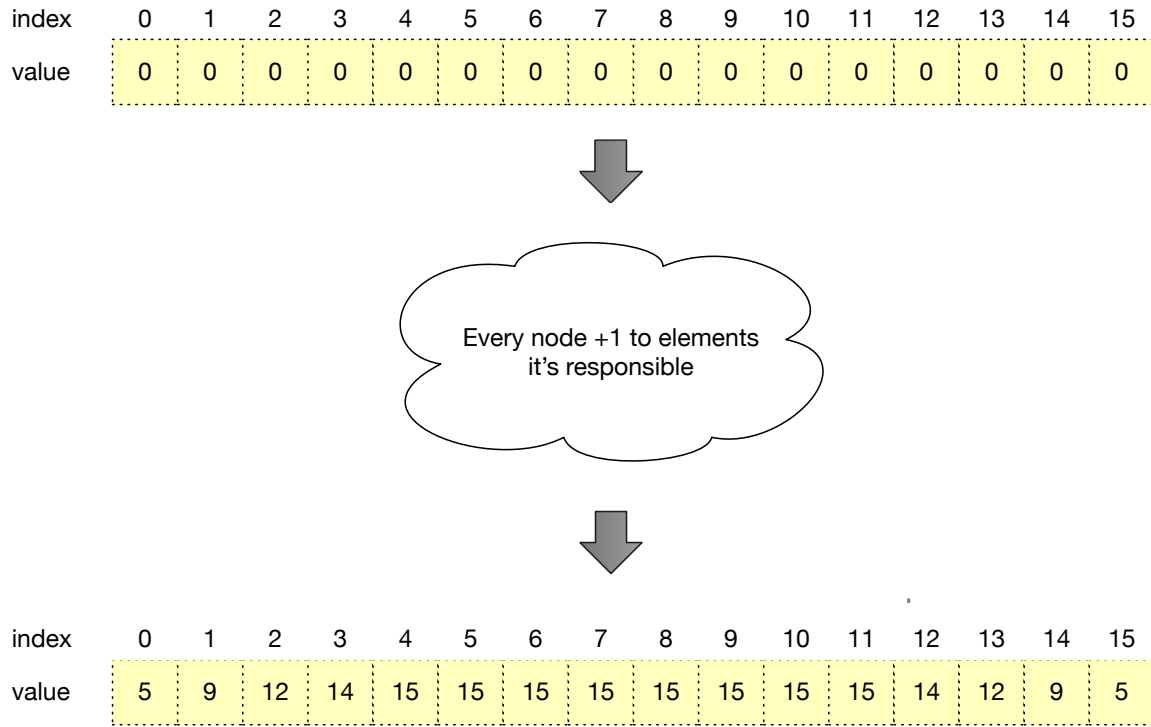 index 0 1 2 3 4 5 6 7 8 9 10 11 12 13 14 15
value 0 0 0 0 0 0 0 0 0 0 0 0 0 0 0 0
Every node +1 to elements
it’s responsible
index 0 1 2 3 4 5 6 7 8 9 10 11 12 13 14 15
value 5 9 12 14 15 15 15 15 15 15 15 15 14 12 9 5